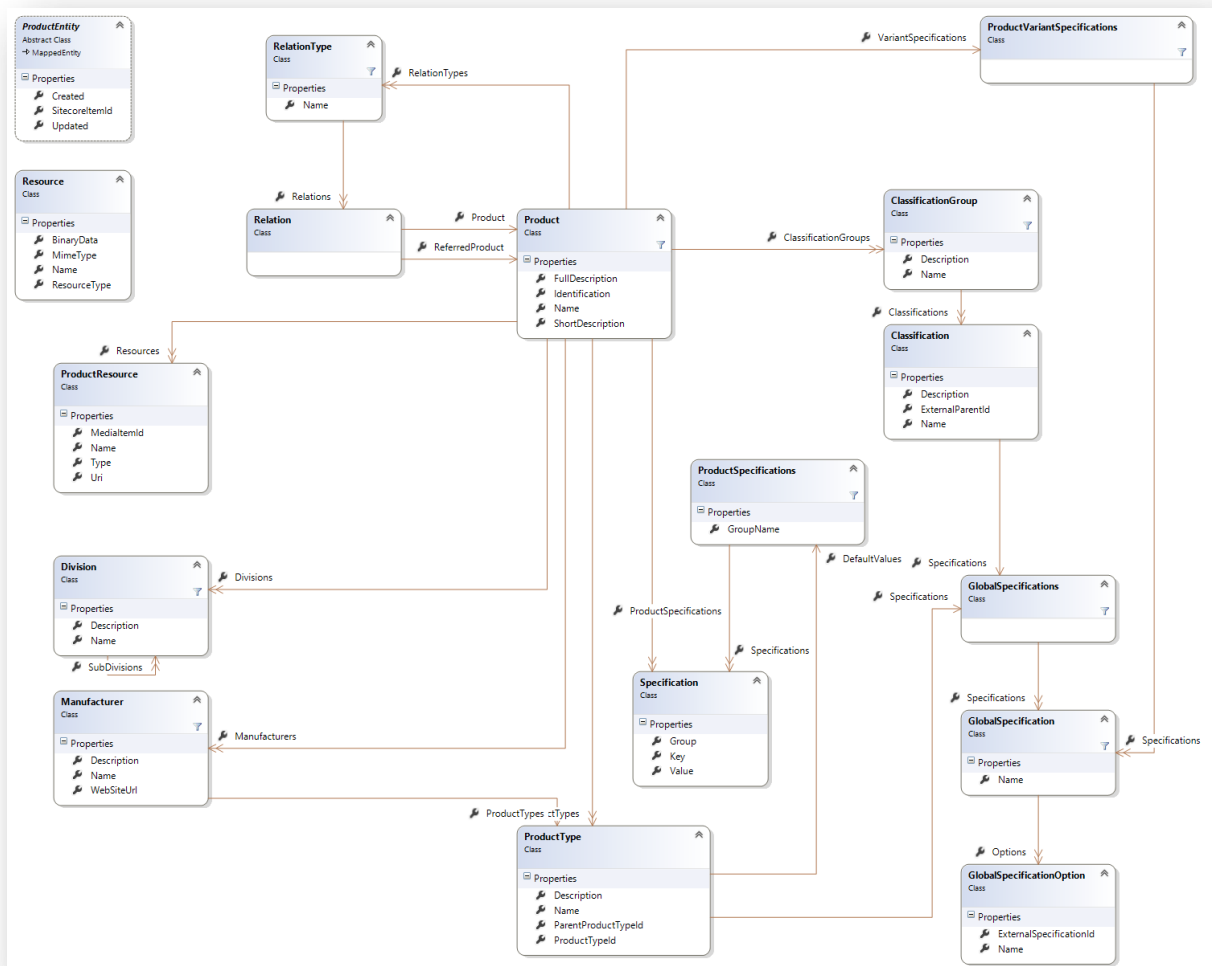 ProductEntity
Abstract Class
MappedEntity
Properties
Created
SitecoreItemId
Updated
Resource
Class
Properties
BinaryData
MimeType
Name
ResourceType
RelationType
Class
Properties
Name
RelationTypes
Relations
Relation
Class
Product
ReferredProduct
Product
Class
Properties
FullDescription
Identification
Name
ShortDescription
VariantSpecifications
ProductVariantSpecifications
Class
ClassificationGroups
ClassificationGroup
Class
Properties
Description
Name
Classifications
Classification
Class
Properties
Description
ExternalParentId
Name
Resources
ProductResource
Class
Properties
MediaItemId
Name
Type
Uri
ProductSpecifications
Class
Properties
GroupName
DefaultValues
Specifications
Specifications
Division
Class
Properties
Description
Name
Divisions
SubDivisions
ProductSpecifications
Specifications
GlobalSpecifications
Class
Specification
Class
Properties
Group
Key
Value
Manufacturer
Class
Properties
Description
Name
WebSiteUrl
Manufacturers
Specifications
GlobalSpecification
Class
Properties
Name
Specifications
ProductTypes
ProductType
Class
Properties
Description
Name
ParentProductTypeId
ProductTypeId
Options
GlobalSpecificationOption
Class
Properties
ExternalSpecificationId
Name